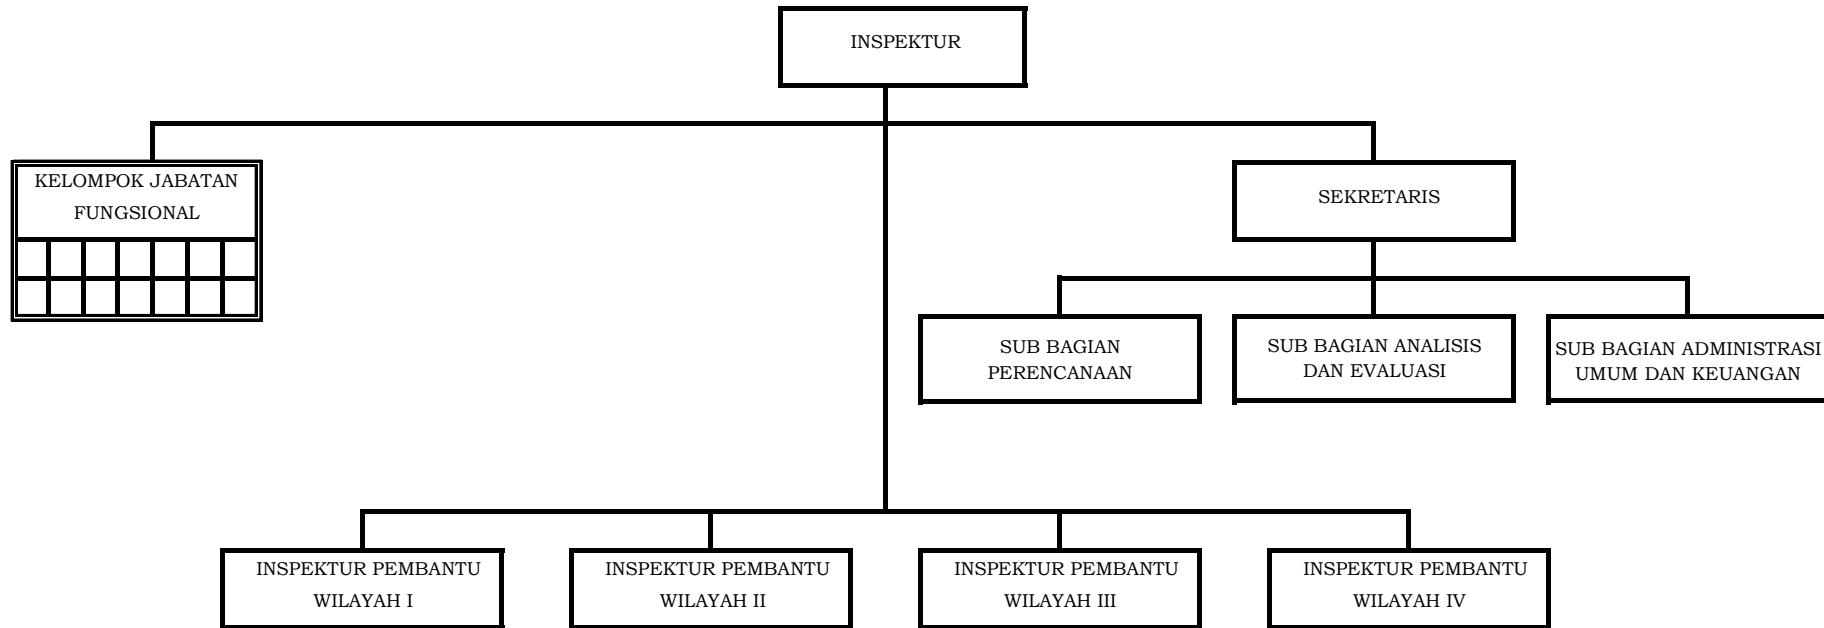 INSPEKTUR
KELOMPOK JABATAN
FUNGSIONAL
SEKRETARIS
SUB BAGIAN
PERENCANAAN
SUB BAGIAN ANALISIS
DAN EVALUASI
SUB BAGIAN ADMINISTRASI
UMUM DAN KEUANGAN
INSPEKTUR PEMBANTU
WILAYAH I
INSPEKTUR PEMBANTU
WILAYAH II
INSPEKTUR PEMBANTU
WILAYAH III
INSPEKTUR PEMBANTU
WILAYAH IV